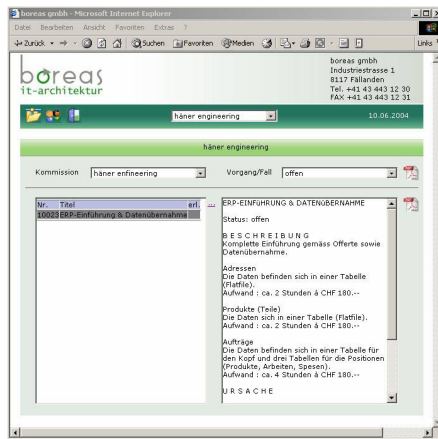 boreas gmbh - Microsoft Internet Explorer
Datei Bearbeiten Ansicht Favoriten Extras ?
Zurück Suchen Favoriten Medien Links
boreas
it-architektur
boreas gmbh
Industriestrasse 1
8117 Fällanden
Tel. +41 43 443 12 30
FAX +41 43 443 12 31
häner engineering
10.06.2004
häner engineering
Kommission häner enfineering Vorgang/Fall offen
Nr. Titel erl. ...
10023 ERP-Einführung & Datenübernahme
ERP-EINFüHRUNG & DATENÜBERNAHME
Status: offen
B E S C H R E I B U N G
Komplette Einführung gemäss Offerte sowie
Datenübernahme.
Adressen
Die Daten befinden sich in einer Tabelle
(Flatfile).
Aufwand : ca. 2 Stunden á CHF 180.--
Produkte (Teile)
Die Daten sich in einer Tabelle (Flatfile).
Aufwand : ca. 2 Stunden á CHF 180.--
Aufträge
Die Daten befinden sich in einer Tabelle für
den Kopf und drei Tabellen für die Positionen
(Produkte, Arbeiten, Spesen).
Aufwand : ca. 4 Stunden á CHF 180.--
U R S A C H E